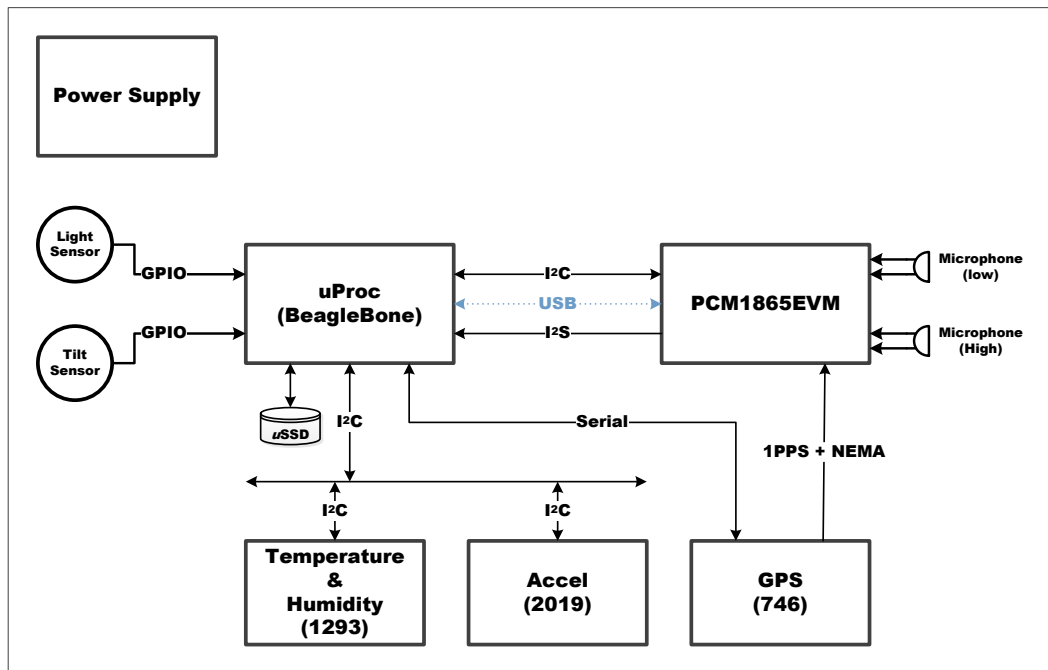 Power Supply
Light
Sensor
GPIO
Tilt
Sensor
GPIO
uProc
(BeagleBone)
I²C
USB
I²S
PCM1865EVM
Microphone
(low)
Microphone
(High)
uSSD
I²C
Serial
1PPS + NEMA
I²C
I²C
Temperature
&
Humidity
(1293)
Accel
(2019)
GPS
(746)